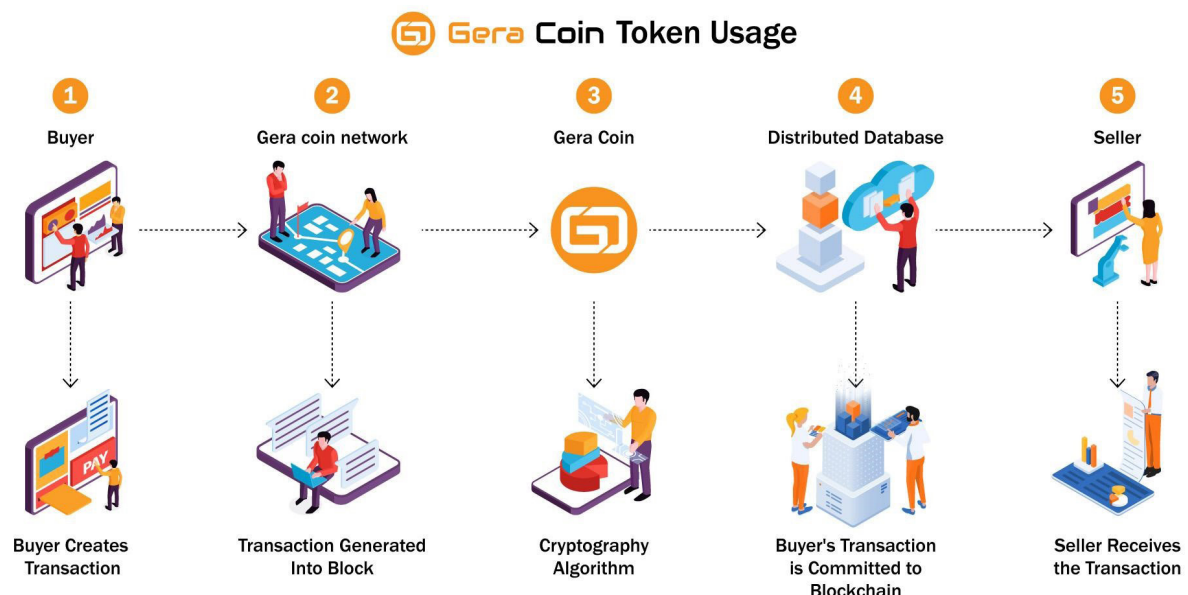 Gera Coin Token Usage
1
Buyer
2
Gera coin network
3
Gera Coin
4
Distributed Database
5
Seller
PAY
Buyer Creates
Transaction
Transaction Generated
Into Block
Cryptography
Algorithm
Buyer's Transaction
is Committed to
Blockchain
Seller Receives
the Transaction